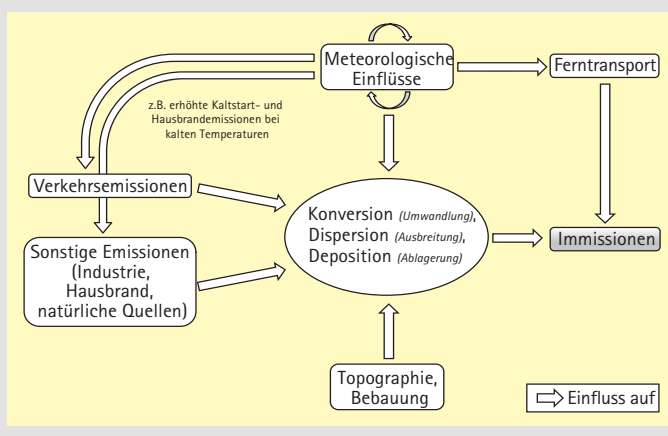 Meteorologische
Einflüsse
Ferntransport
z.B. erhöhte Kaltstart- und
Hausbrandemissionen bei
kalten Temperaturen
Verkehrsemissionen
Konversion (Umwandlung),
Dispersion (Ausbreitung),
Deposition (Ablagerung)
Immissionen
Sonstige Emissionen
(Industrie,
Hausbrand,
natürliche Quellen)
Topographie,
Bebauung
Einfluss auf